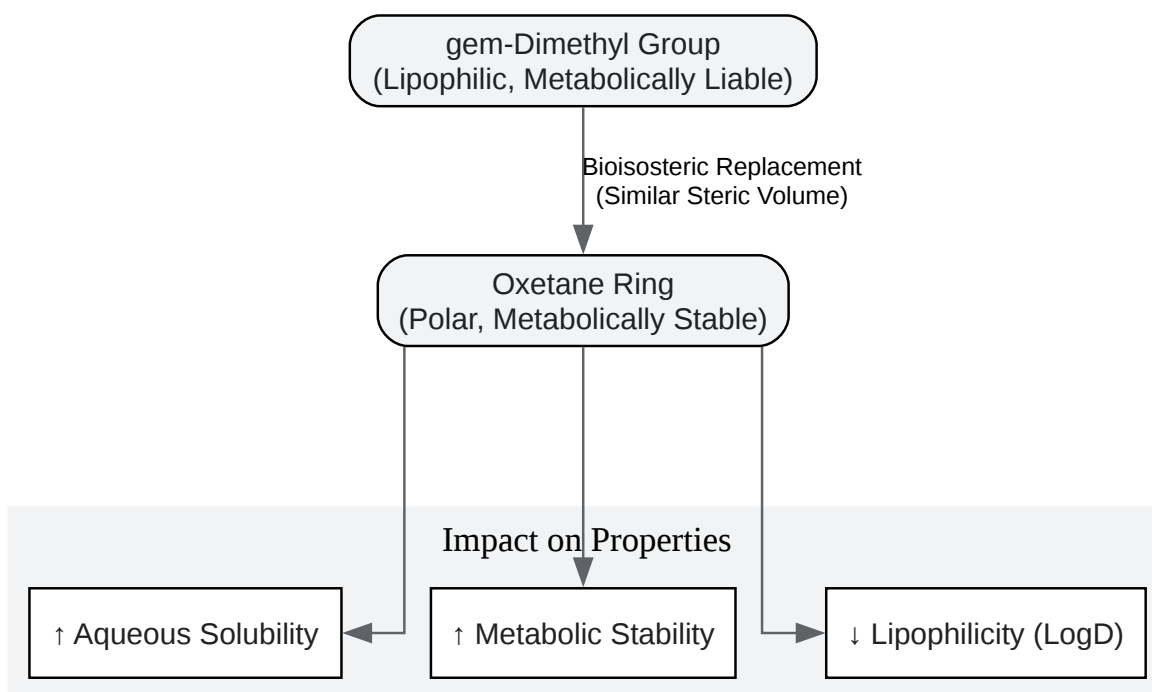 gem-Dimethyl Group
(Lipophilic, Metabolically Liable)
Bioisosteric Replacement
(Similar Steric Volume)
Oxetane Ring
(Polar, Metabolically Stable)
Impact on Properties
↑ Aqueous Solubility
↑ Metabolic Stability
↓ Lipophilicity (LogD)